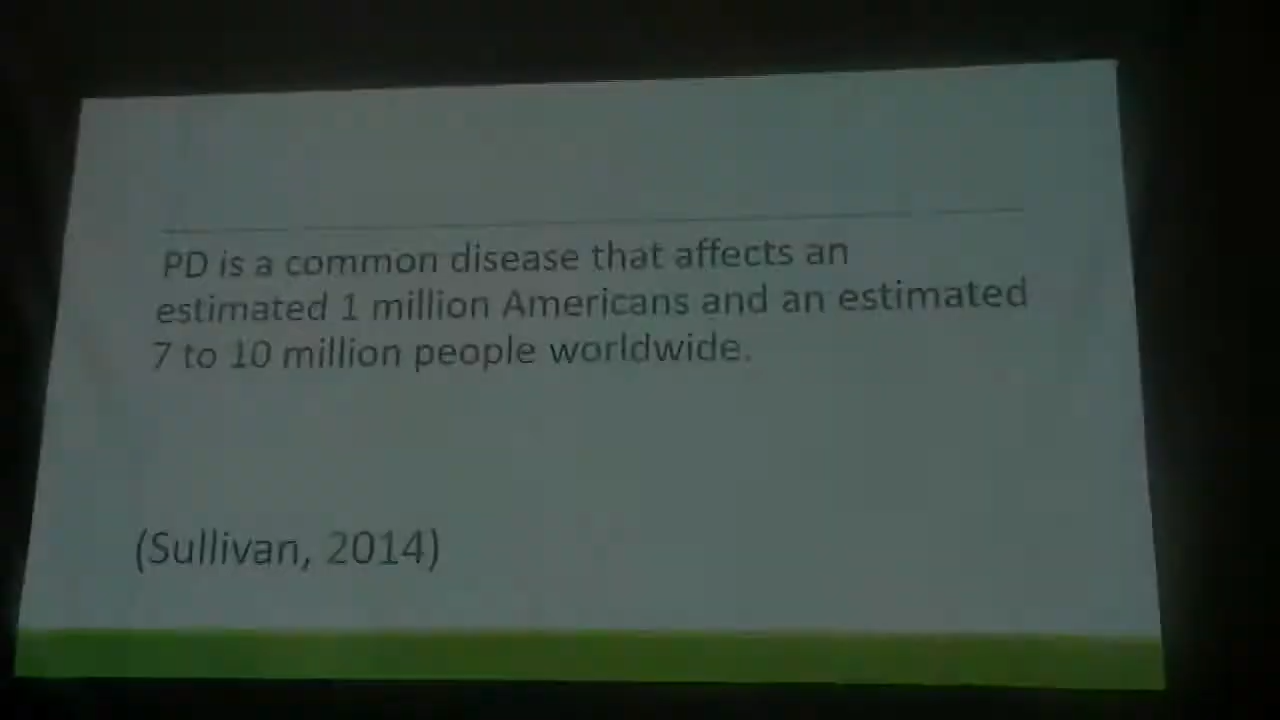 PD is a common disease that affects an
estimated 1 million Americans and an estimated
7 to 10 million people worldwide.
(Sullivan, 2014)